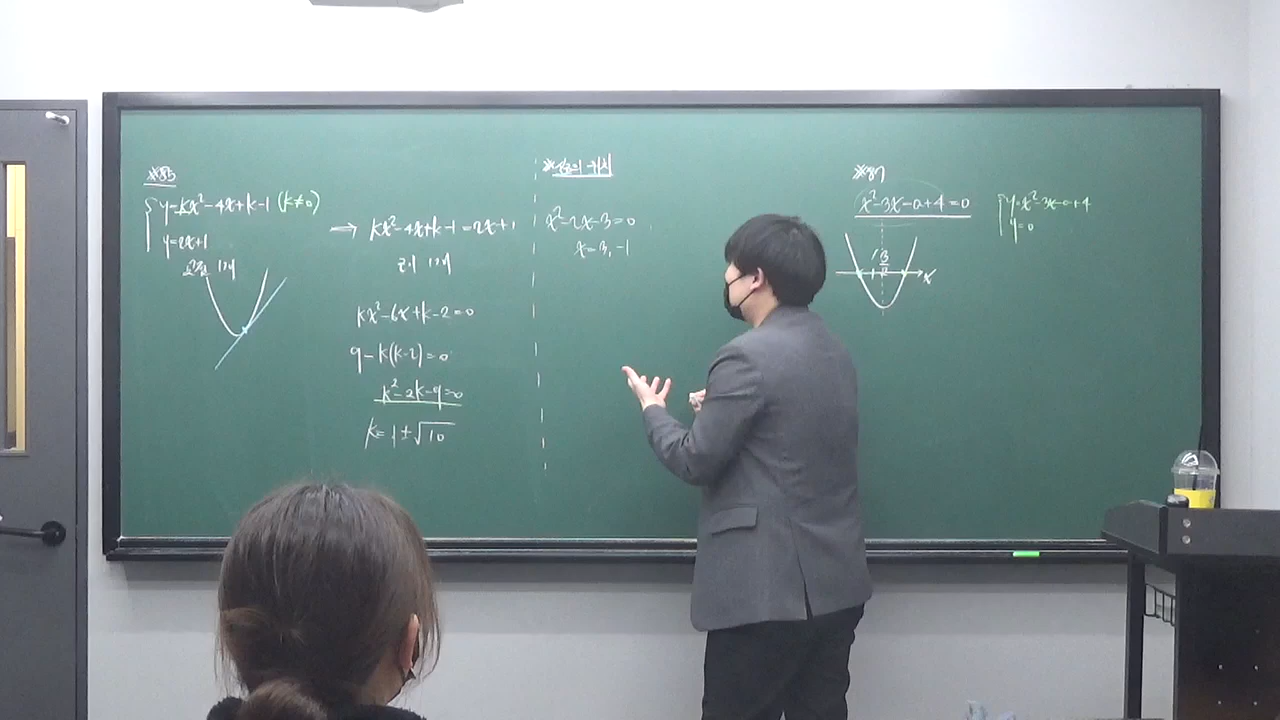 ※85
y=kx²-4x+k-1 (k≠0)
y=2x+1
⇒ kx²-4x+k-1=2x+1
kx²-6x+k-2=0
9-k(k-2)=0
k²-2k-9=0
k=1±√10
x²-2x-3=0
x=3,-1
※87
x²-3x-a+4=0
3
2
x
y=x²-3x-a+4
y=0